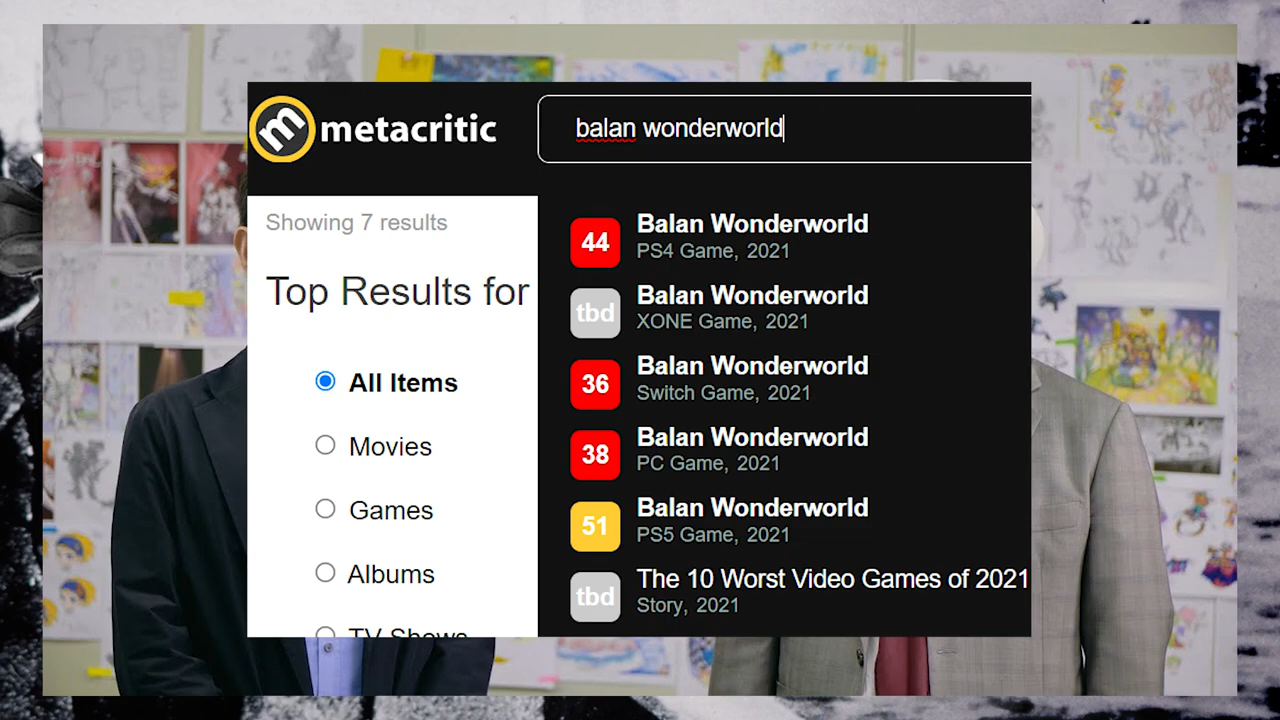 metacritic
balan wonderworld
Showing 7 results
Top Results for
All Items
Movies
Games
Albums
TV Shows
44
Balan Wonderworld
PS4 Game, 2021
tbd
Balan Wonderworld
XONE Game, 2021
36
Balan Wonderworld
Switch Game, 2021
38
Balan Wonderworld
PC Game, 2021
51
Balan Wonderworld
PS5 Game, 2021
tbd
The 10 Worst Video Games of 2021
Story, 2021